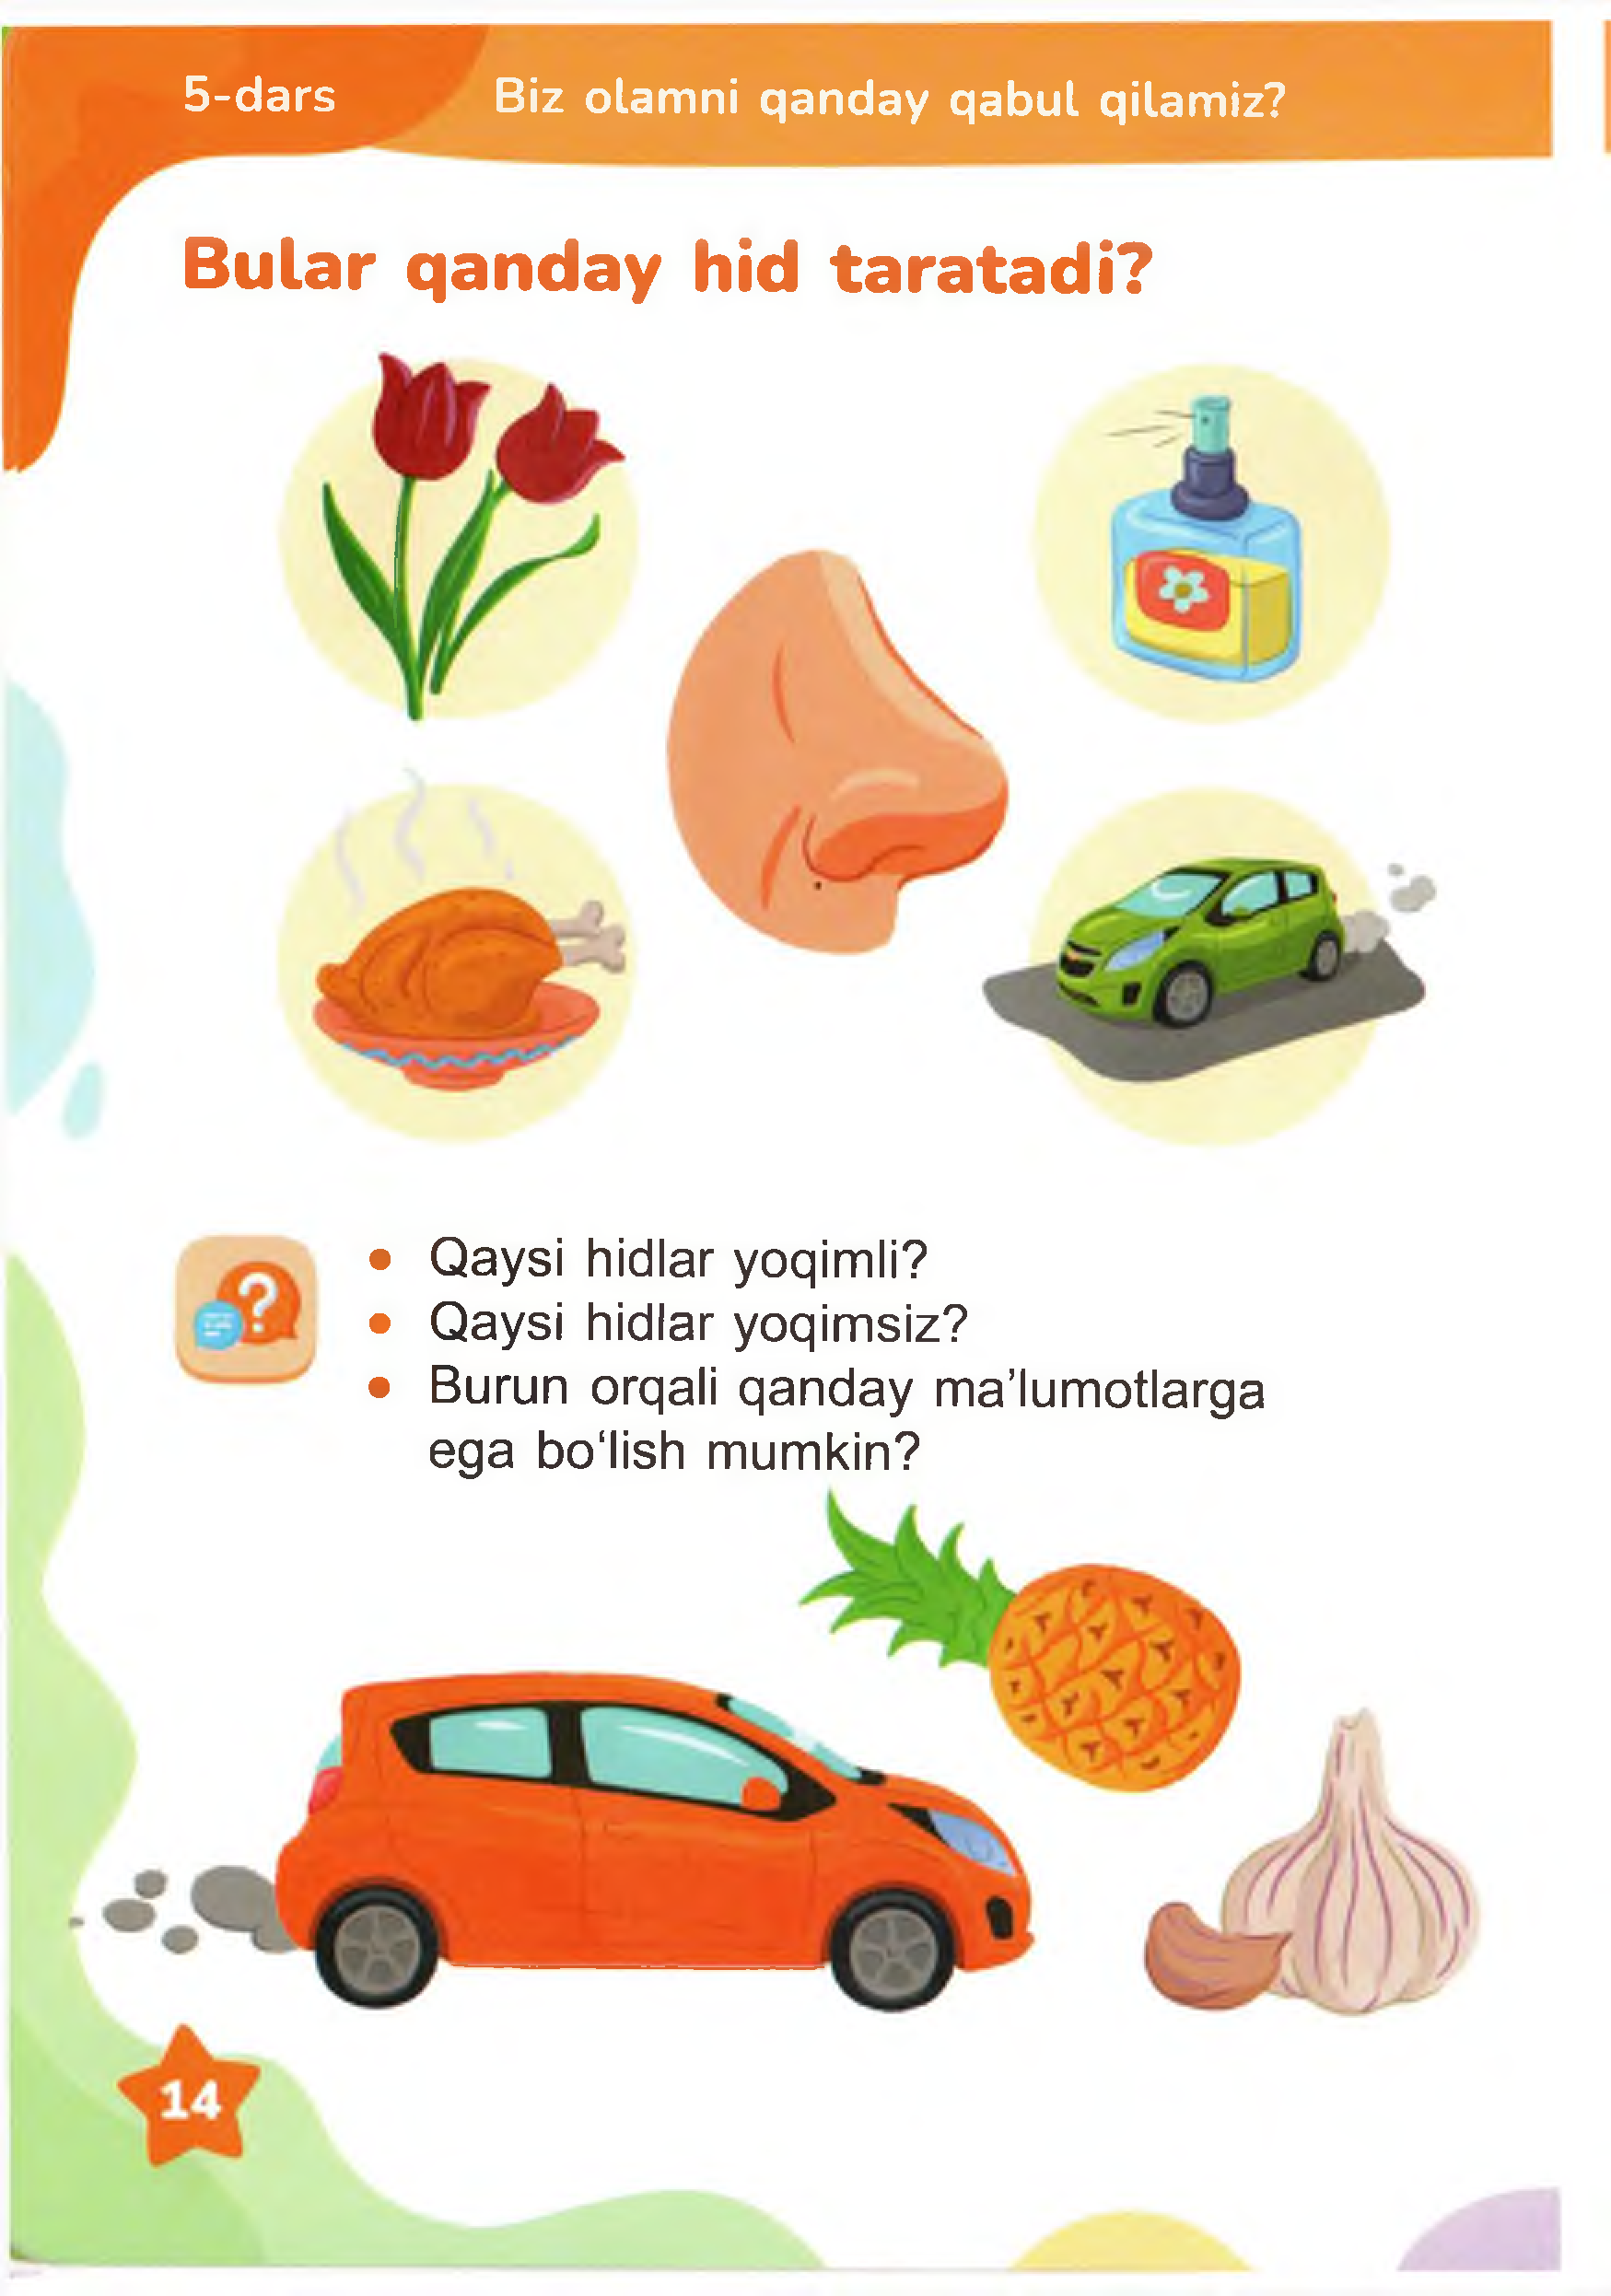 5-dars
Biz olamni qanday qabul qilamiz?
Bular qanday hid taratadi?
?
• Qaysi hidlar yoqimli?
• Qaysi hidlar yoqimsiz?
• Burun orqali qanday ma’lumotlarga
ega bo‘lish mumkin?
14